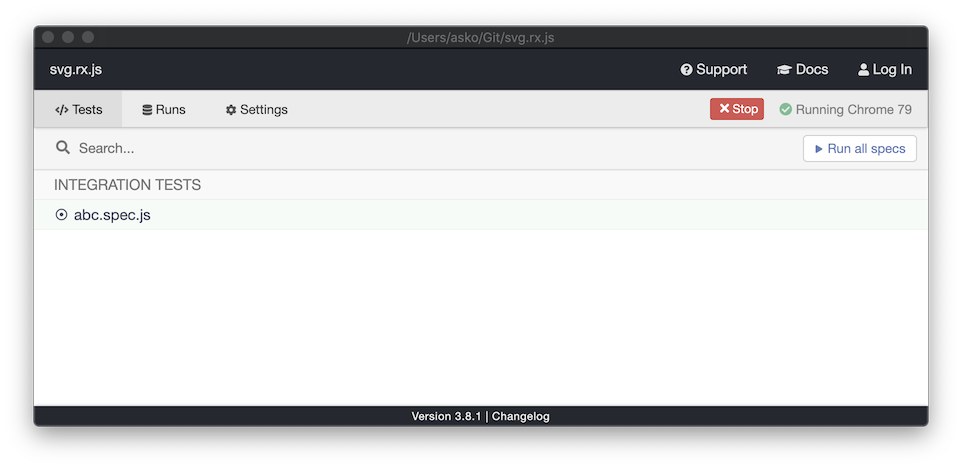 /Users/asko/Git/svg.rx.js
svg.rx.js Support Docs Log In
Tests Runs Settings Stop Running Chrome 79
Search... Run all specs
INTEGRATION TESTS
abc.spec.js
Version 3.8.1 | Changelog